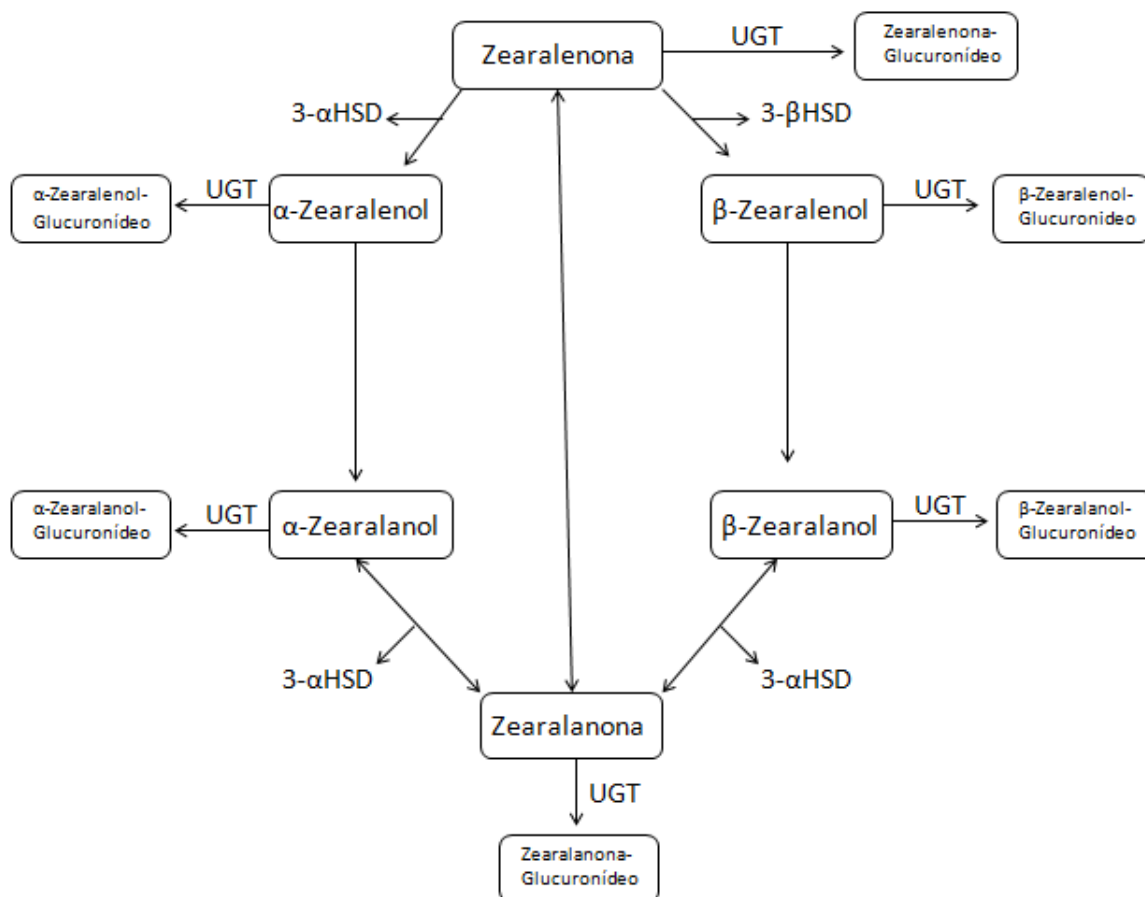 Zearalenona
UGT
Zearalenona-
Glucuronídeo
3-αHSD
3-βHSD
α-Zearalenol-
Glucuronídeo
UGT
α-Zearalenol
β-Zearalenol
UGT
β-Zearalenol-
Glucuronideo
α-Zearalanol-
Glucuronídeo
UGT
α-Zearalanol
β-Zearalanol
UGT
β-Zearalanol-
Glucuronídeo
3-αHSD
3-αHSD
Zearalanona
UGT
Zearalanona-
Glucuronídeo